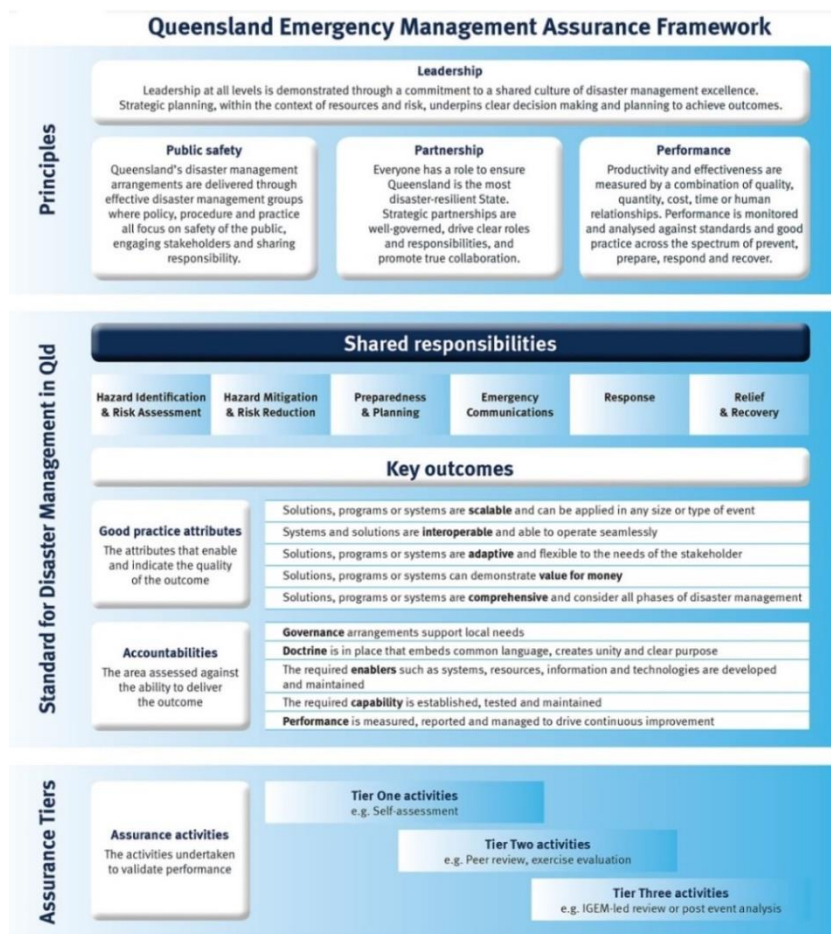 Queensland Emergency Management Assurance Framework
Principles
Leadership
Leadership at all levels is demonstrated through a commitment to a shared culture of disaster management excellence.
Strategic planning, within the context of resources and risk, underpins clear decision making and planning to achieve outcomes.
Public safety
Queensland's disaster management
arrangements are delivered through
effective disaster management groups
where policy, procedure and practice
all focus on safety of the public,
engaging stakeholders and sharing
responsibility.
Partnership
Everyone has a role to ensure
Queensland is the most
disaster-resilient State.
Strategic partnerships are
well-governed, drive clear roles
and responsibilities, and
promote true collaboration.
Performance
Productivity and effectiveness are
measured by a combination of quality,
quantity, cost, time or human
relationships. Performance is monitored
and analysed against standards and good
practice across the spectrum of prevent,
prepare, respond and recover.
Standard for Disaster Management in Qld
Shared responsibilities
Hazard Identification
& Risk Assessment
Hazard Mitigation
& Risk Reduction
Preparedness
& Planning
Emergency
Communications
Response
Relief
& Recovery
Key outcomes
Good practice attributes
The attributes that enable
and indicate the quality
of the outcome
Solutions, programs or systems are scalable and can be applied in any size or type of event
Systems and solutions are interoperable and able to operate seamlessly
Solutions, programs or systems are adaptive and flexible to the needs of the stakeholder
Solutions, programs or systems can demonstrate value for money
Solutions, programs or systems are comprehensive and consider all phases of disaster management
Accountabilities
The area assessed against
the ability to deliver
the outcome
Governance arrangements support local needs
Doctrine is in place that embeds common language, creates unity and clear purpose
The required enablers such as systems, resources, information and technologies are developed
and maintained
The required capability is established, tested and maintained
Performance is measured, reported and managed to drive continuous improvement
Assurance Tiers
Assurance activities
The activities undertaken
to validate performance
Tier One activities
e.g. Self-assessment
Tier Two activities
e.g. Peer review, exercise evaluation
Tier Three activities
e.g. IGEM-led review or post event analysis